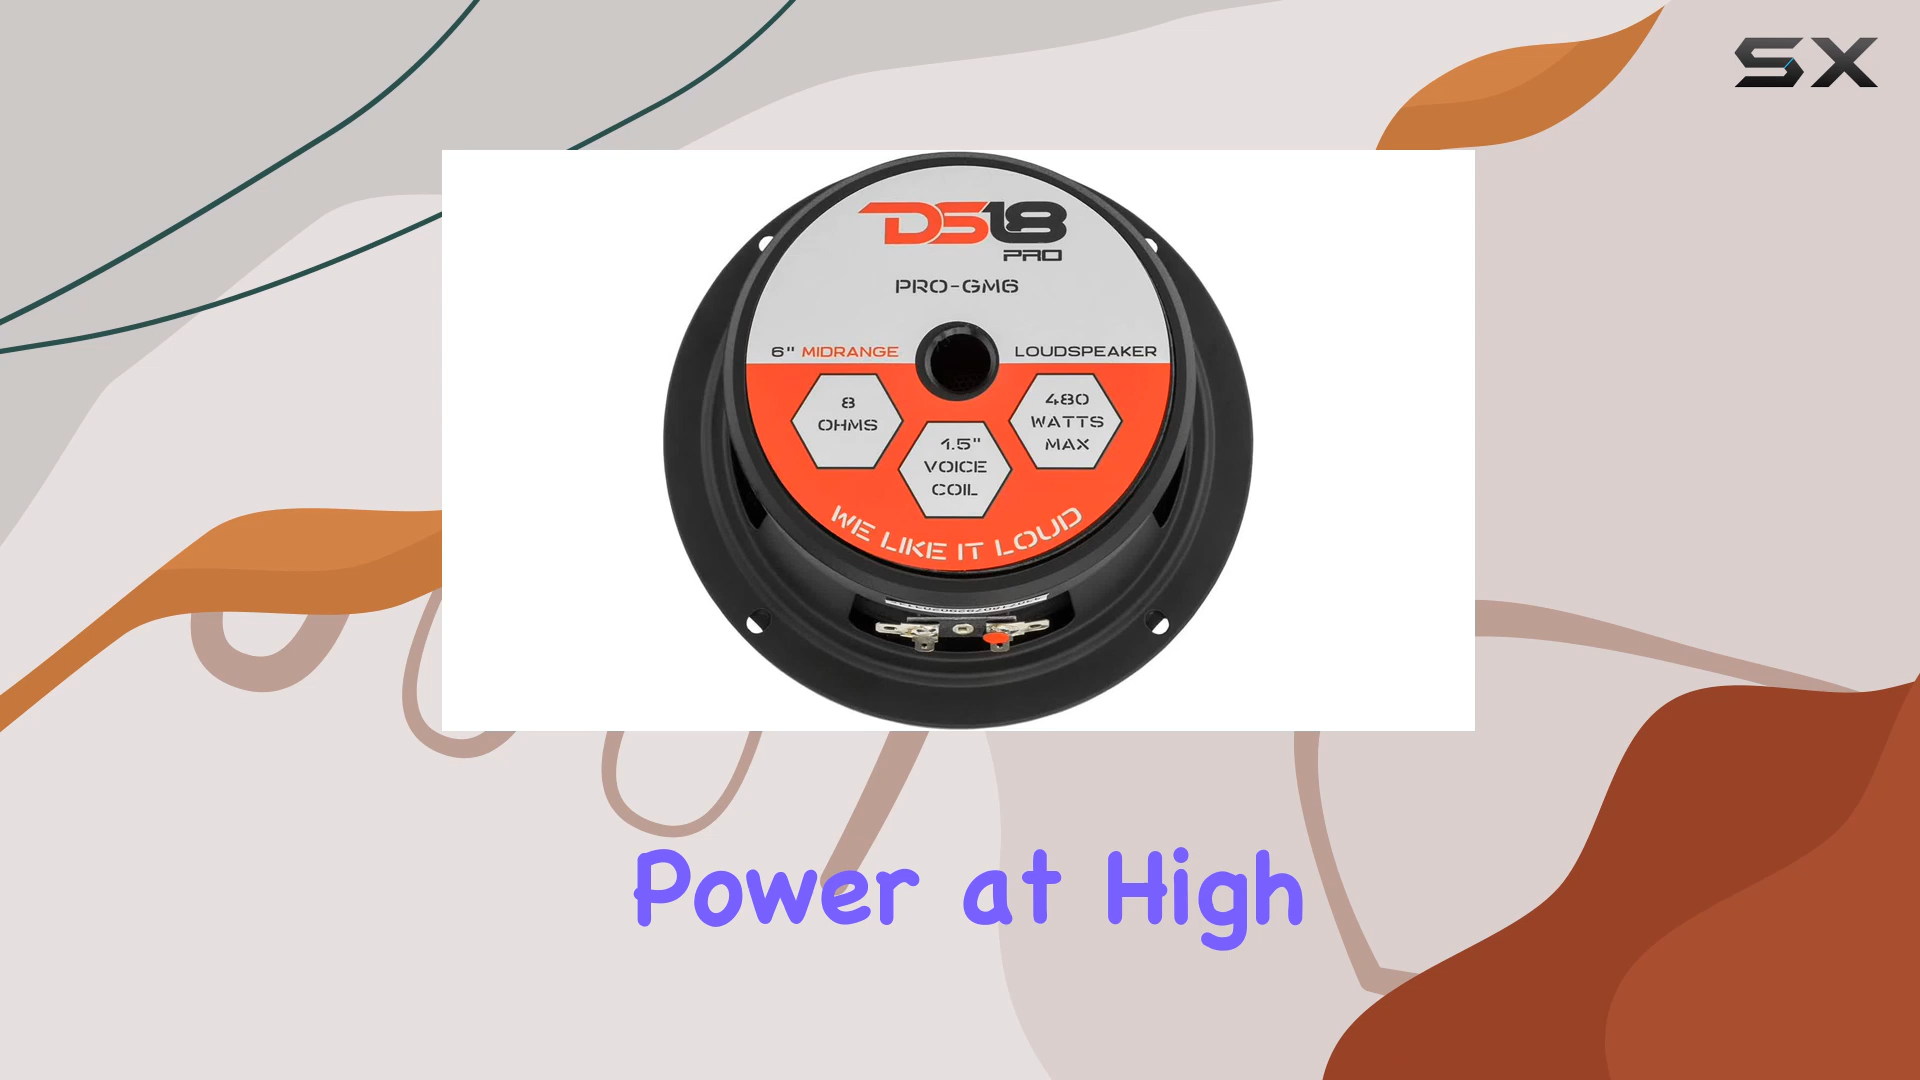 SX
DS18
PRO
PRO-GM6
6" MIDRANGE LOUDSPEAKER
8
OHMS
1.5"
VOICE
COIL
480
WATTS
MAX
WE LIKE IT LOUD
Power at High